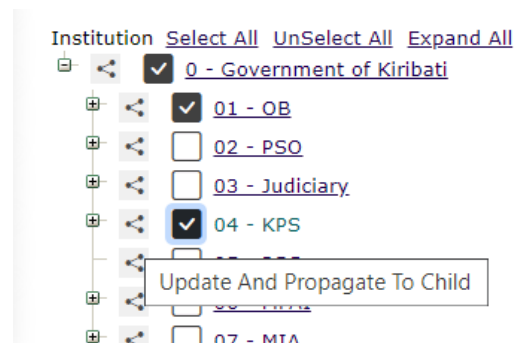 Institution Select All UnSelect All Expand All
0 - Government of Kiribati
01 - OB
02 - PSO
03 - Judiciary
04 - KPS
Update And Propagate To Child
07 - MIA